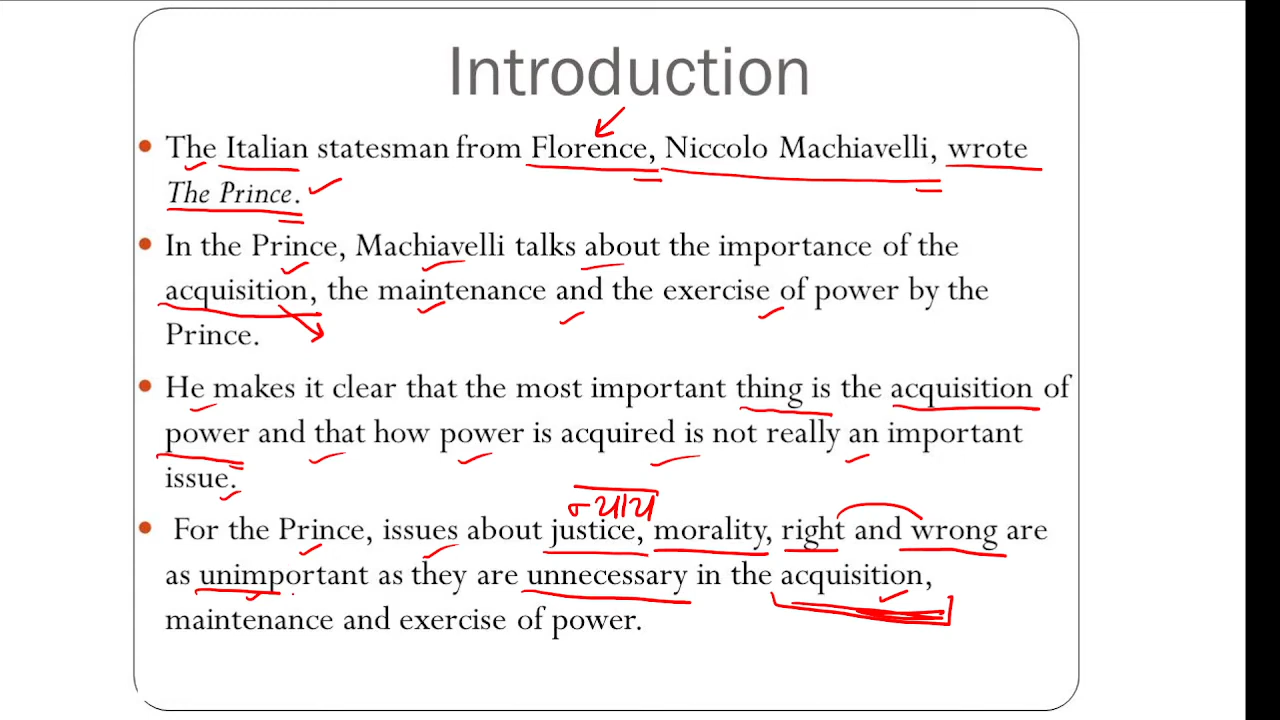 Introduction
• The Italian statesman from Florence, Niccolo Machiavelli, wrote
The Prince.
• In the Prince, Machiavelli talks about the importance of the
acquisition, the maintenance and the exercise of power by the
Prince.
• He makes it clear that the most important thing is the acquisition of
power and that how power is acquired is not really an important
issue.
न्याय
• For the Prince, issues about justice, morality, right and wrong are
as unimportant as they are unnecessary in the acquisition,
maintenance and exercise of power.